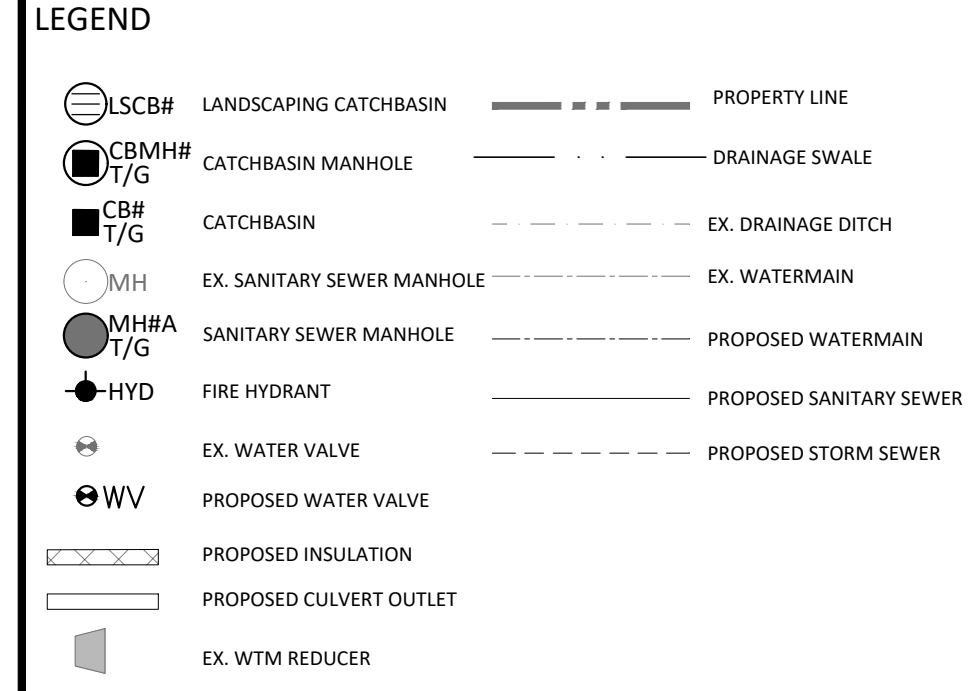 LEGEND
LSCB# LANDSCAPING CATCHBASIN
CBMH#
T/G
CATCHBASIN MANHOLE
CB#
T/G
CATCHBASIN
MH EX. SANITARY SEWER MANHOLE
MH#A
T/G
SANITARY SEWER MANHOLE
HYD FIRE HYDRANT
EX. WATER VALVE
WV PROPOSED WATER VALVE
PROPOSED INSULATION
PROPOSED CULVERT OUTLET
EX. WTM REDUCER
PROPERTY LINE
DRAINAGE SWALE
EX. DRAINAGE DITCH
EX. WATERMAIN
PROPOSED WATERMAIN
PROPOSED SANITARY SEWER
PROPOSED STORM SEWER